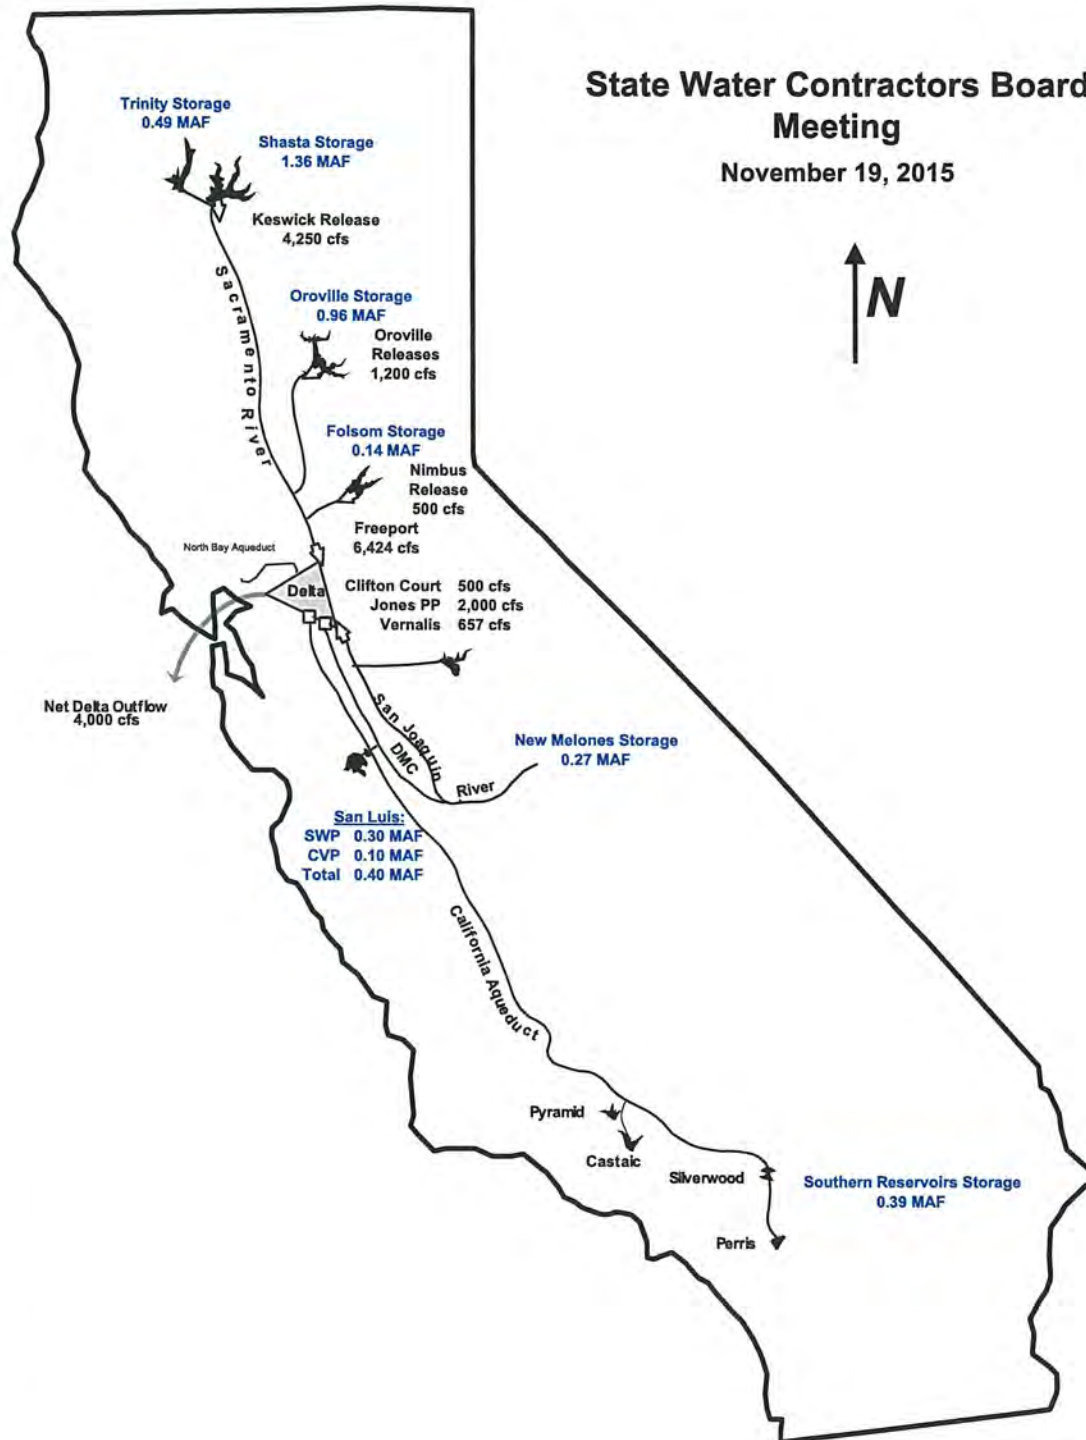 State Water Contractors Board
Meeting
November 19, 2015
N
Trinity Storage
0.49 MAF
Shasta Storage
1.36 MAF
Keswick Release
4,250 cfs
Sacramento River
Oroville Storage
0.96 MAF
Oroville
Releases
1,200 cfs
Folsom Storage
0.14 MAF
Nimbus
Release
500 cfs
Freeport
6,424 cfs
North Bay Aqueduct
Delta
Clifton Court 500 cfs
Jones PP 2,000 cfs
Vernalis 657 cfs
Net Delta Outflow
4,000 cfs
San Joaquin
River
DMC
New Melones Storage
0.27 MAF
San Luis:
SWP 0.30 MAF
CVP 0.10 MAF
Total 0.40 MAF
California Aqueduct
Pyramid
Castaic
Silverwood
Southern Reservoirs Storage
0.39 MAF
Perris